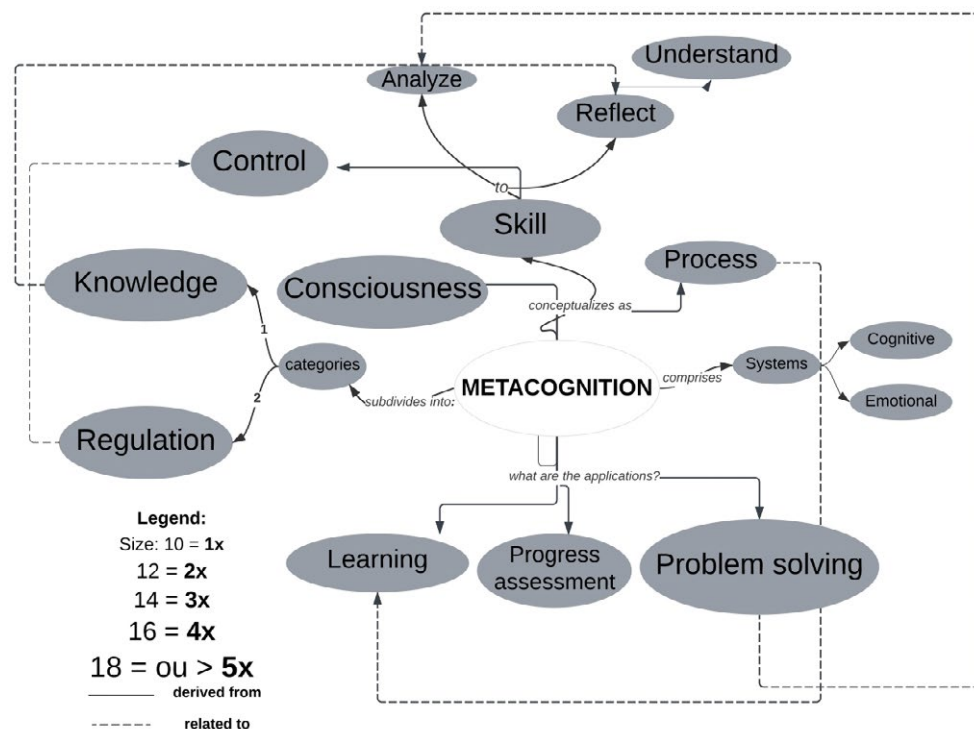 Understand
Analyze
Reflect
Control
to
Skill
Process
Knowledge
Consciousness
conceptualizes as
1
Cognitive
categories
METACOGNITION
comprises
Systems
subdivides into:
2
Emotional
Regulation
what are the applications?
Legend:
Size: 10 = 1x
12 = 2x
14 = 3x
16 = 4x
18 = ou > 5x
derived from
related to
Learning
Progress
assessment
Problem solving